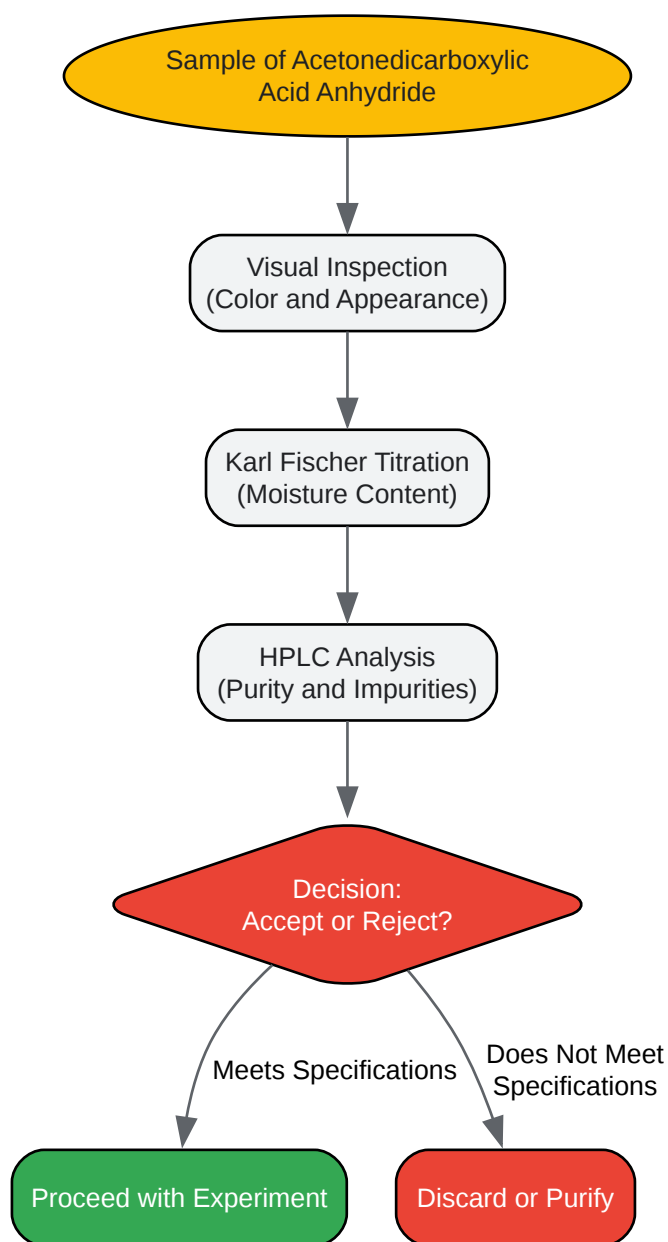 Sample of Acetonedicarboxylic
Acid Anhydride
Visual Inspection
(Color and Appearance)
Karl Fischer Titration
(Moisture Content)
HPLC Analysis
(Purity and Impurities)
Decision:
Accept or Reject?
Meets Specifications
Does Not Meet
Specifications
Proceed with Experiment
Discard or Purify